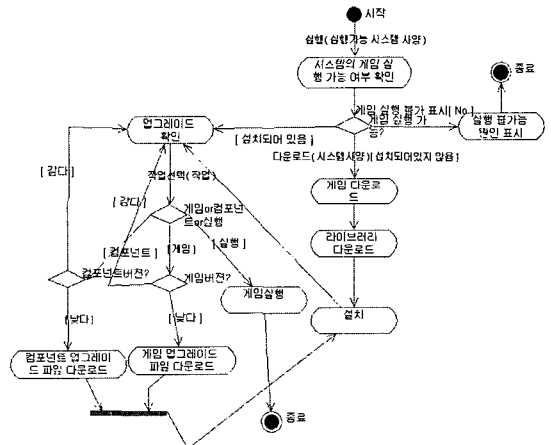 시작
실행(실행가능 시스템 사양)
시스템의 게임 실
행 가능 여부 확인
종료
게임 실행 불가 표시[ No ]
게임 실행 가
능?
실행 불가능
원인 표시
업그레이드
확인
[ 설치되어 있음 ]
다운로드(시스템사양)[ 설치되어있지 않음 ]
[ 같다 ]
작업선택(작업)
[ 같다 ]
게임 다운로
드
게임or컴포넌
트or실행
[ 컴포넌트 ]
[ 게임 ]
[ 실행 ]
라이브러리
다운로드
컴포넌트버전?
게임버전?
게임실행
설치
[ 낮다 ]
[ 낮다 ]
컴포넌트 업그레이
드 파일 다운로드
게임 업그레이드
파일 다운로드
종료